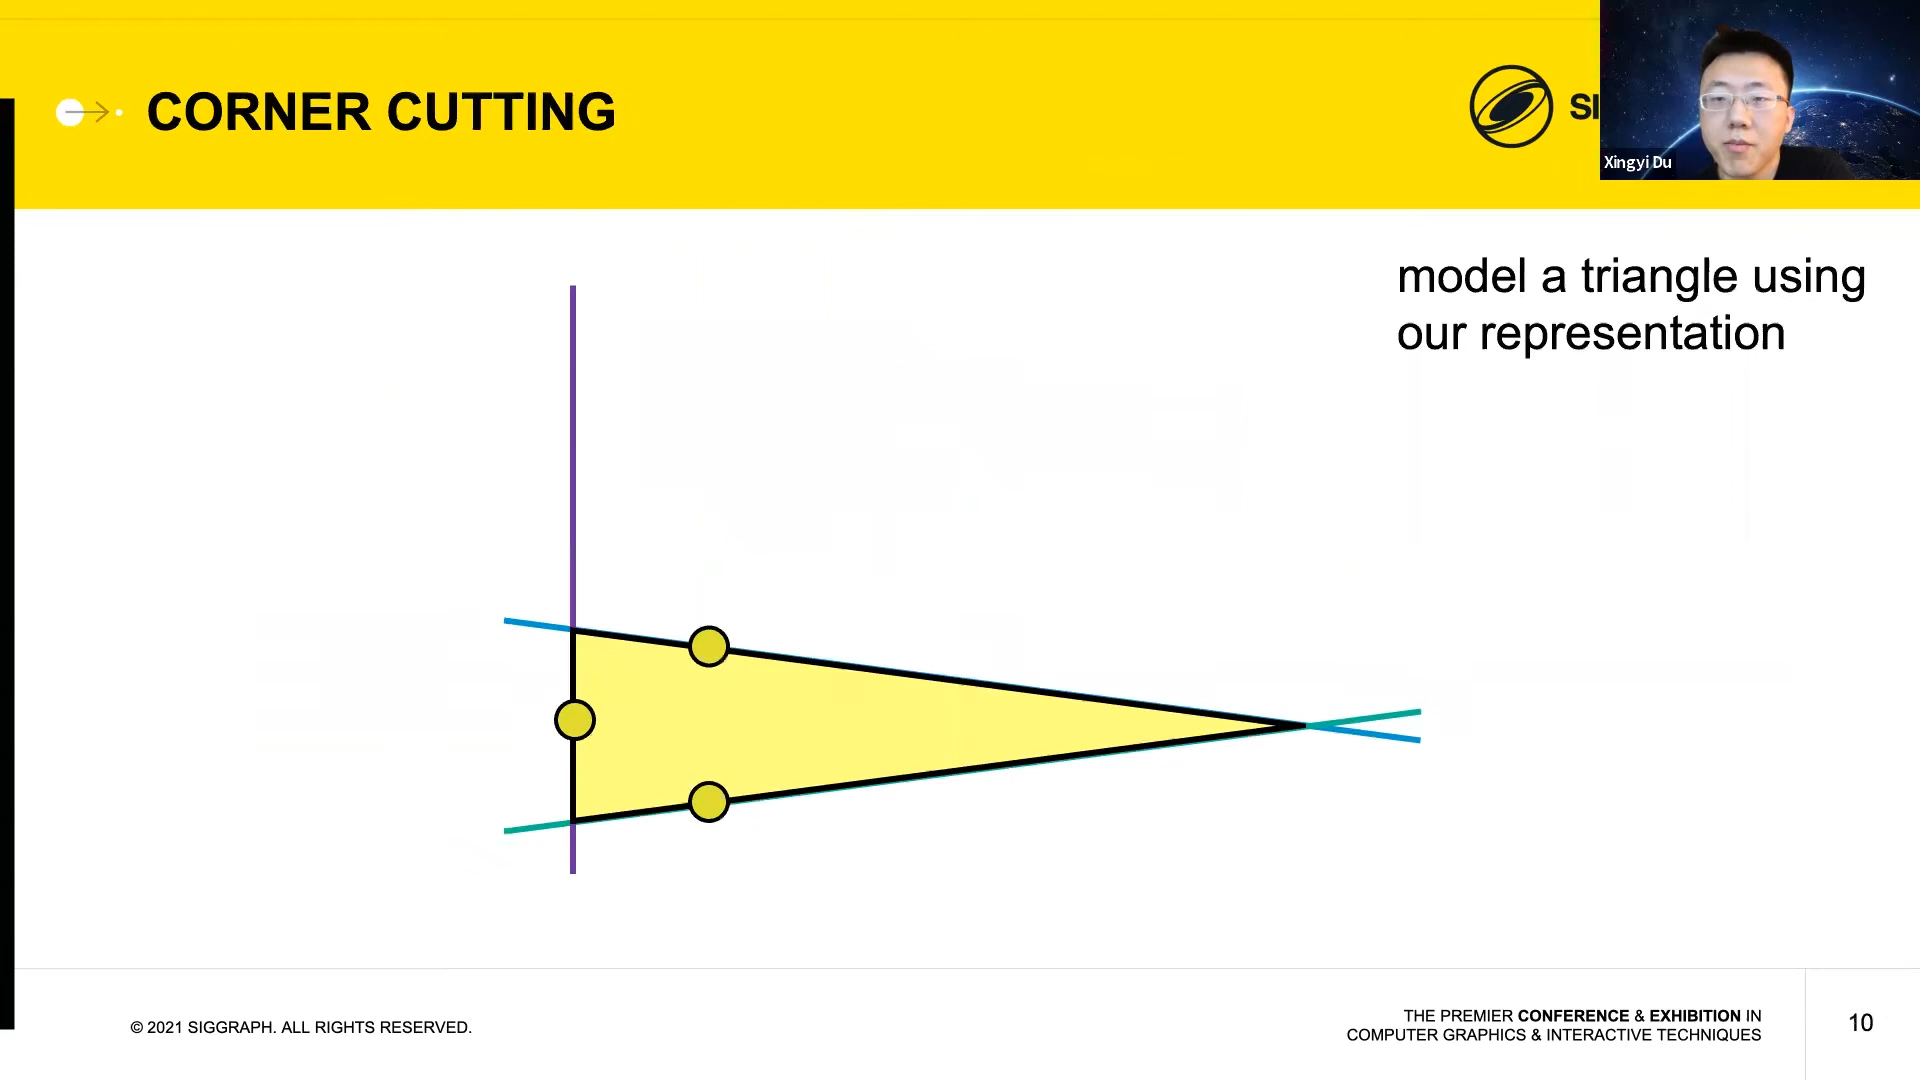 CORNER CUTTING
SI
Xingyi Du
model a triangle using
our representation
© 2021 SIGGRAPH. ALL RIGHTS RESERVED.
THE PREMIER CONFERENCE & EXHIBITION IN
COMPUTER GRAPHICS & INTERACTIVE TECHNIQUES
10